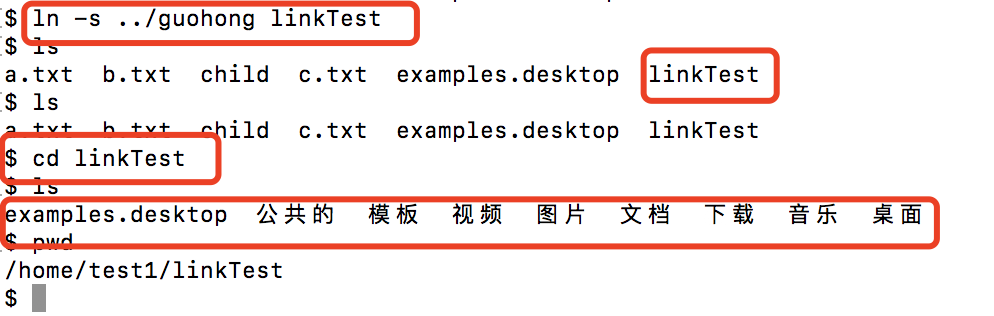 $ ln -s ../guohong linkTest
$ ls
a.txt  b.txt  child  c.txt  examples.desktop  linkTest
$ ls
a.txt  b.txt  child  c.txt  examples.desktop  linkTest
$ cd linkTest
$ ls
examples.desktop  公共的  模板  视频  图片  文档  下载  音乐  桌面
$ pwd
/home/test1/linkTest
$